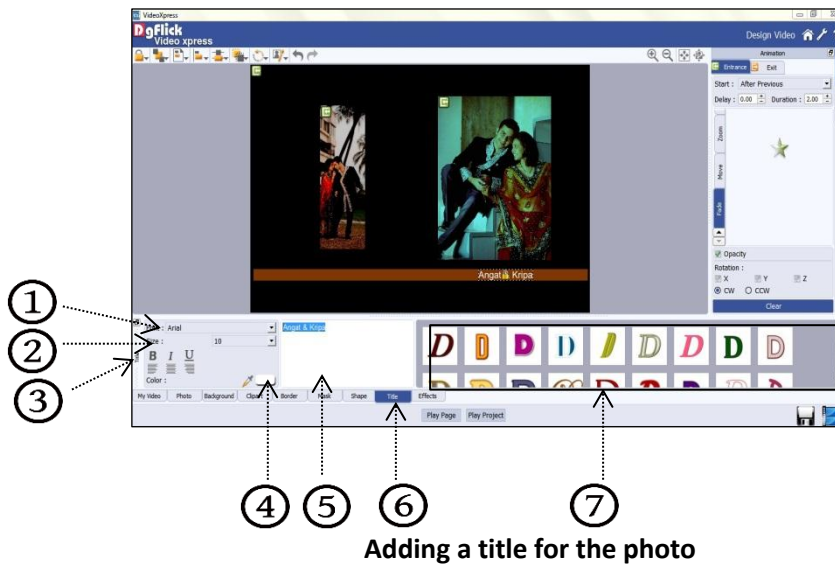 VideoXpress
DgFlick
Video xpress
Design Video
Animation
Entrance Exit
Start : After Previous
Delay : 0.00 Duration : 2.00
Zoom
Move
Fade
Opacity
Rotation :
X Y Z
CW CCW
Clear
Angat & Kripa
1
2
3
: Arial
Size : 10
B I U
Color :
Angat & Kripa
D D D D D D D D D
My Video Photo Background Clipart Border Mask Shape Title Effects
Play Page Play Project
4 5 6 7
Adding a title for the photo